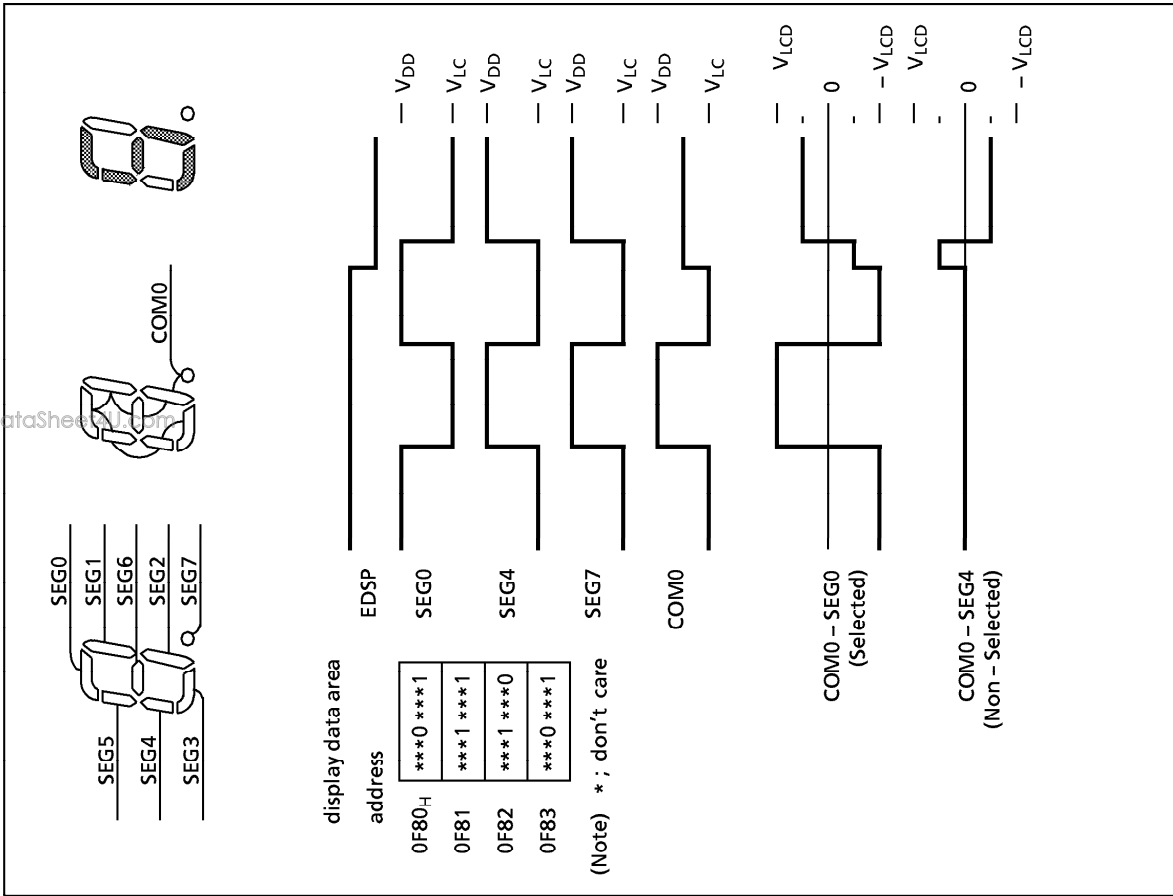 SEG5
SEG4
SEG3
SEG0
SEG1
SEG6
SEG2
SEG7
COM0
display data area
address
0F80H ***0 ***1
0F81 ***1 ***1
0F82 ***1 ***0
0F83 ***0 ***1
(Note) * ; don't care
EDSP
SEG0
VDD
VLC
SEG4
VDD
VLC
SEG7
VDD
VLC
COM0
VDD
VLC
COM0 – SEG0
(Selected)
VLCD
0
– VLCD
COM0 – SEG4
(Non – Selected)
VLCD
0
– VLCD
ataSheet4U.com